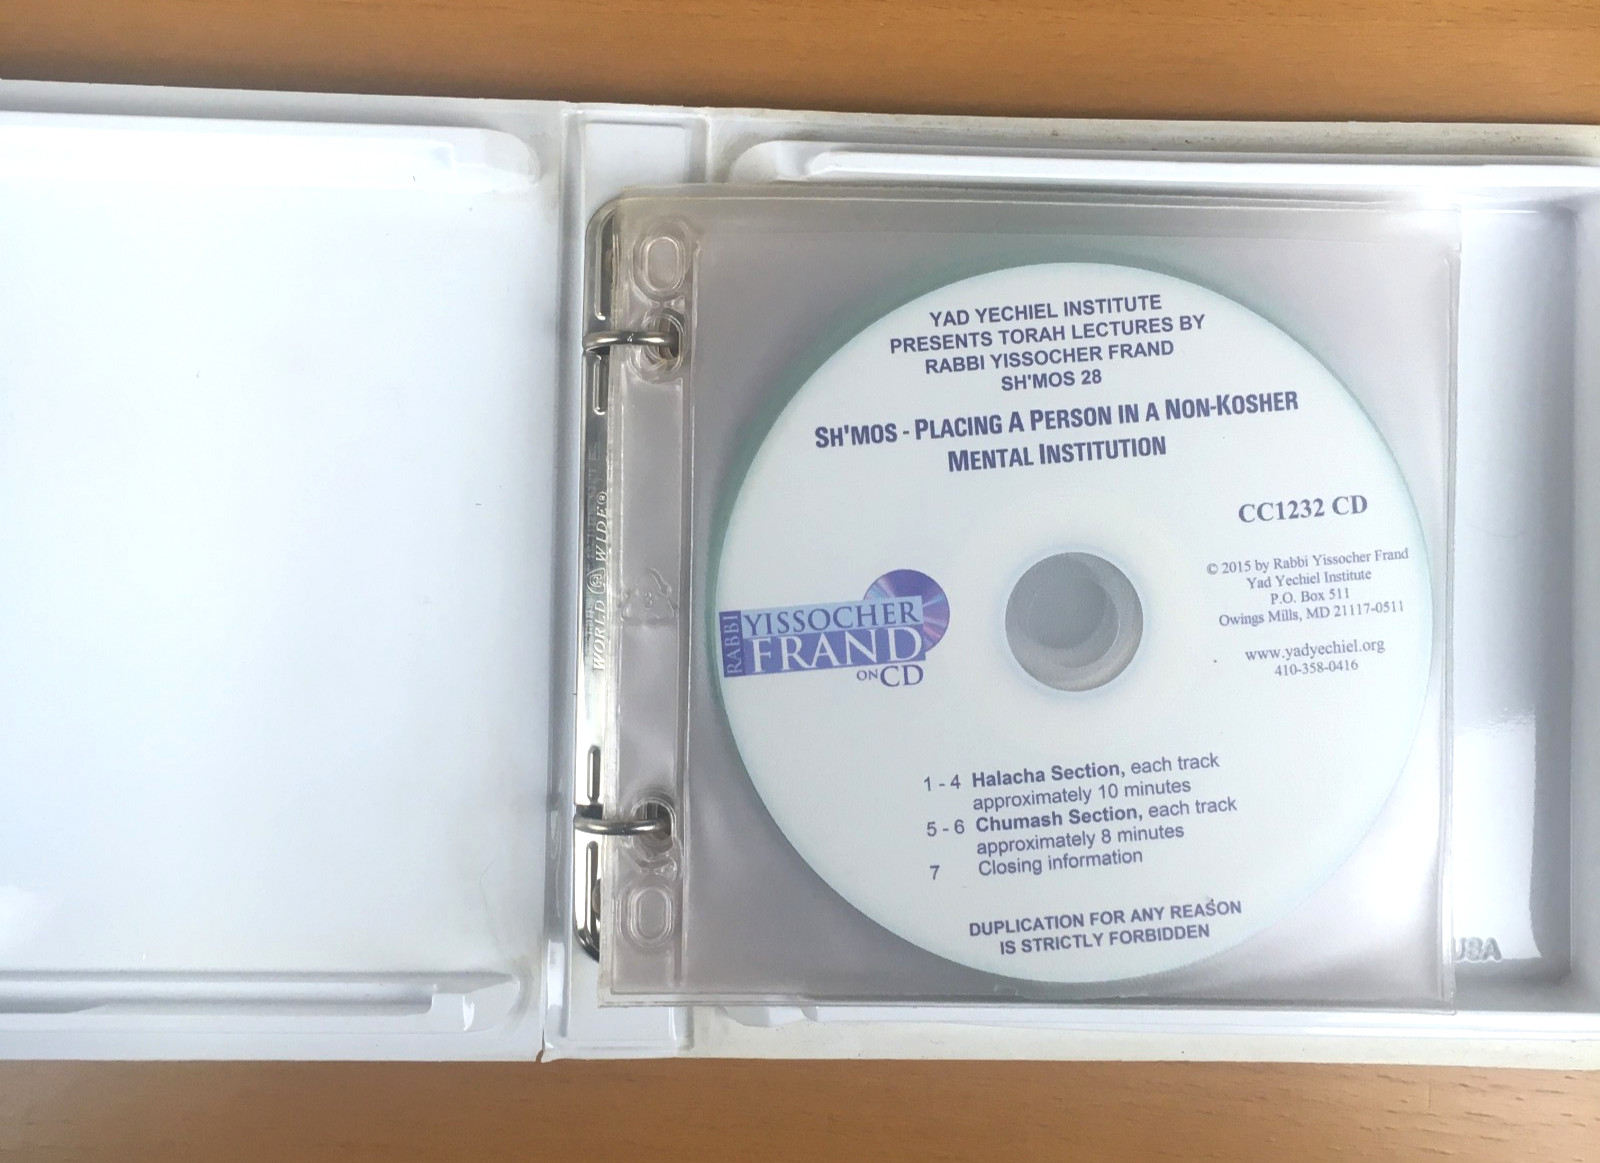 YAD YECHIEL INSTITUTE
PRESENTS TORAH LECTURES BY
RABBI YISSOCHER FRAND
SH'MOS 28
SH'MOS - PLACING A PERSON IN A NON-KOSHER
MENTAL INSTITUTION
CC1232 CD
© 2015 by Rabbi Yissocher Frand
Yad Yechiel Institute
P.O. Box 511
Owings Mills, MD 21117-0511
www.yadyechiel.org
410-358-0416
RABBI
YISSOCHER
FRAND
ON CD
1 - 4 Halacha Section, each track
approximately 10 minutes
5 - 6 Chumash Section, each track
approximately 8 minutes
7 Closing information
DUPLICATION FOR ANY REASON
IS STRICTLY FORBIDDEN
WORLD WIDE
USA